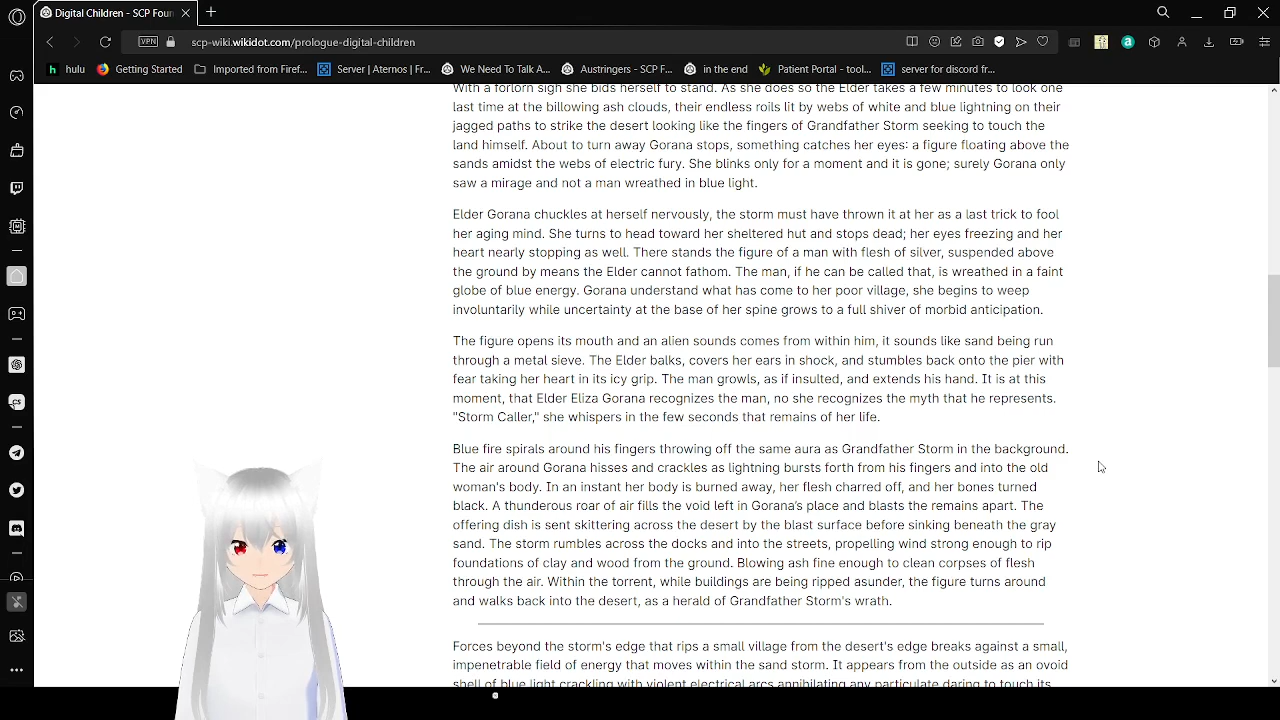 Digital Children - SCP Foun
VPN
scp-wiki.wikidot.com/prologue-digital-children
hulu
Getting Started
Imported from Firef...
Server | Aternos | Fr...
We Need To Talk A...
Austringers - SCP F...
in the end
Patient Portal - tool...
server for discord fr...
With a forlorn sigh she bids herself to stand. As she does so the Elder takes a few minutes to look one
last time at the billowing ash clouds, their endless roils lit by webs of white and blue lightning on their
jagged paths to strike the desert looking like the fingers of Grandfather Storm seeking to touch the
land himself. About to turn away Gorana stops, something catches her eyes: a figure floating above the
sands amidst the webs of electric fury. She blinks only for a moment and it is gone; surely Gorana only
saw a mirage and not a man wreathed in blue light.
Elder Gorana chuckles at herself nervously, the storm must have thrown it at her as a last trick to fool
her aging mind. She turns to head toward her sheltered hut and stops dead; her eyes freezing and her
heart nearly stopping as well. There stands the figure of a man with flesh of silver, suspended above
the ground by means the Elder cannot fathom. The man, if he can be called that, is wreathed in a faint
globe of blue energy. Gorana understand what has come to her poor village, she begins to weep
involuntarily while uncertainty at the base of her spine grows to a full shiver of morbid anticipation.
The figure opens its mouth and an alien sounds comes from within him, it sounds like sand being run
through a metal sieve. The Elder balks, covers her ears in shock, and stumbles back onto the pier with
fear taking her heart in its icy grip. The man growls, as if insulted, and extends his hand. It is at this
moment, that Elder Eliza Gorana recognizes the man, no she recognizes the myth that he represents.
"Storm Caller," she whispers in the few seconds that remains of her life.
Blue fire spirals around his fingers throwing off the same aura as Grandfather Storm in the background.
The air around Gorana hisses and crackles as lightning bursts forth from his fingers and into the old
woman's body. In an instant her body is burned away, her flesh charred off, and her bones turned
black. A thunderous roar of air fills the void left in Gorana's place and blasts the remains apart. The
offering dish is sent skittering across the desert by the blast surface before sinking beneath the gray
sand. The storm rumbles across the docks and into the streets, propelling wind strong enough to rip
foundations of clay and wood from the ground. Blowing ash fine enough to clean corpses of flesh
through the air. Within the torrent, while buildings are being ripped asunder, the figure turns around
and walks back into the desert, as a herald of Grandfather Storm's wrath.
Forces beyond the storm's edge that rips a small village from the desert's edge breaks against a small,
impenetrable field of energy that moves within the sand storm. It appears from the outside as an ovoid
shell of blue light crackling with violent electrical arcs annihilating any particulate daring to touch its